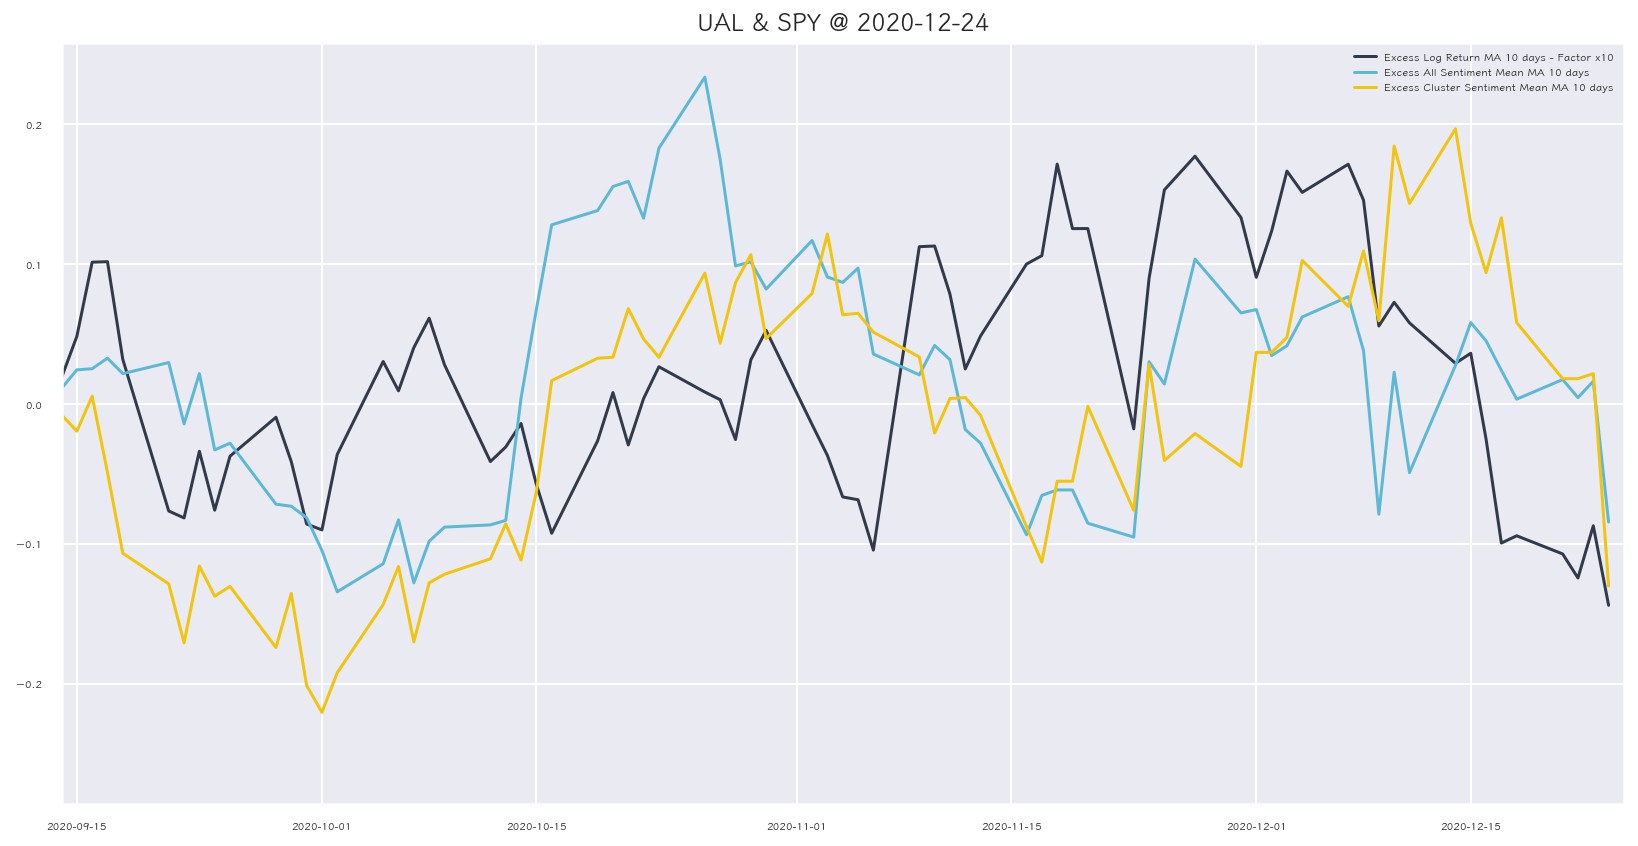 UAL & SPY @ 2020-12-24
Excess Log Return MA 10 days - Factor x10
Excess All Sentiment Mean MA 10 days
Excess Cluster Sentiment Mean MA 10 days
0.2
0.1
0.0
−0.1
−0.2
2020-09-15 2020-10-01 2020-10-15 2020-11-01 2020-11-15 2020-12-01 2020-12-15